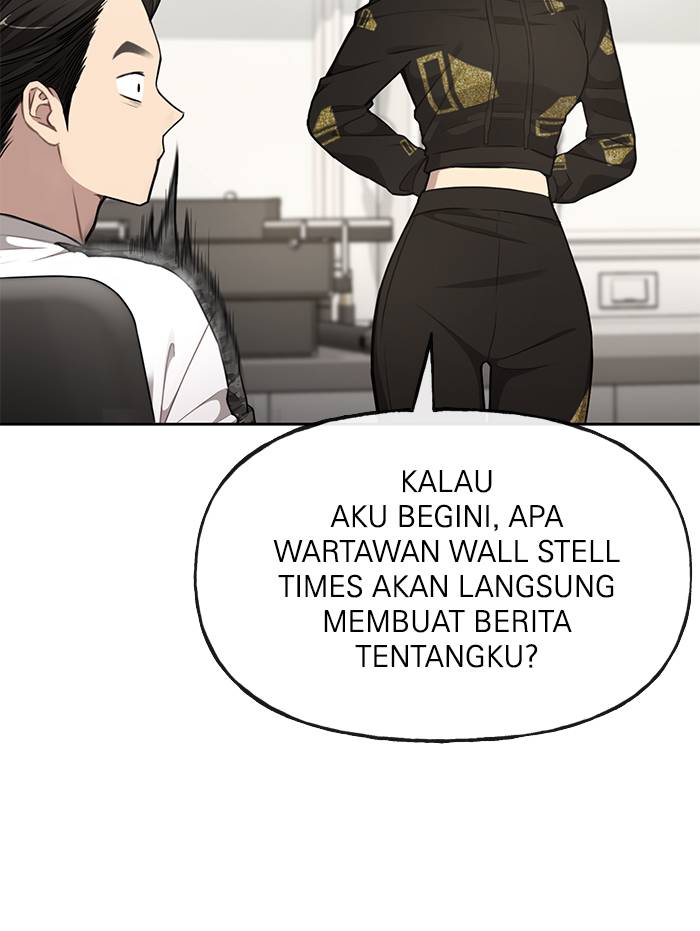 KALAU
AKU BEGINI, APA
WARTAWAN WALL STELL
TIMES AKAN LANGSUNG
MEMBUAT BERITA
TENTANGKU?